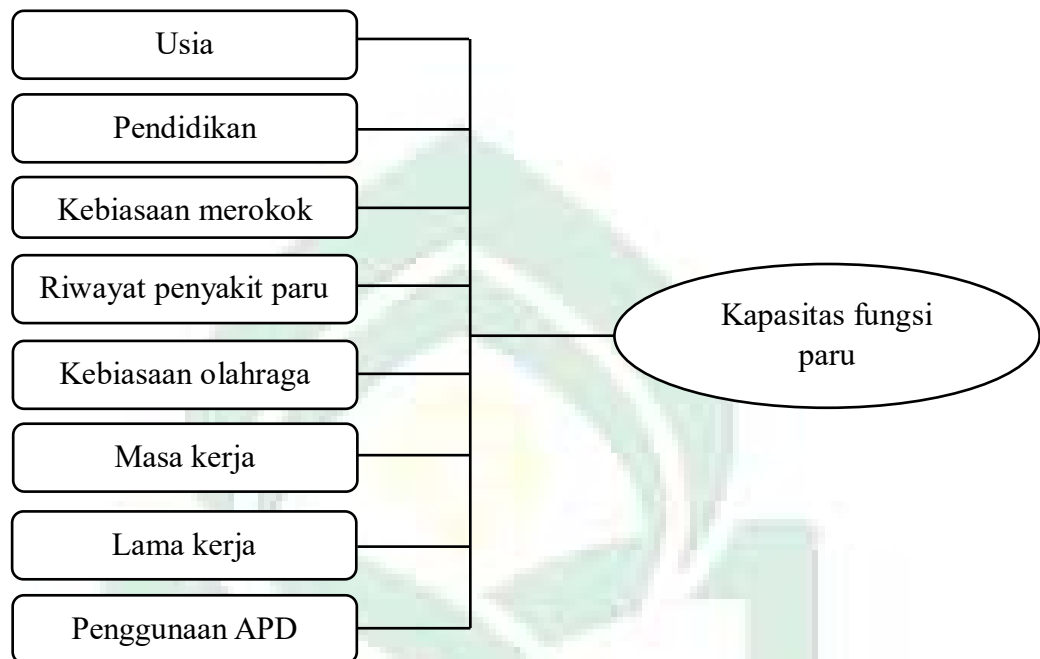 Usia
Pendidikan
Kebiasaan merokok
Riwayat penyakit paru
Kebiasaan olahraga
Masa kerja
Lama kerja
Penggunaan APD
Kapasitas fungsi
paru